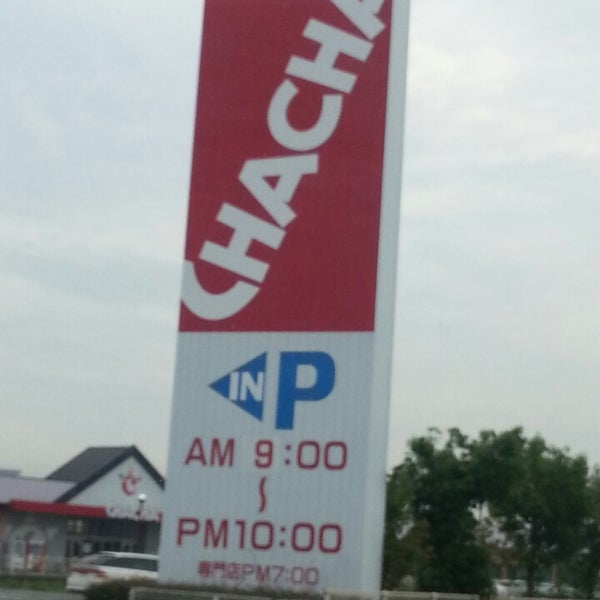 CHACHA
IN P
AM 9:00
〜
PM10:00
専門店PM7:00